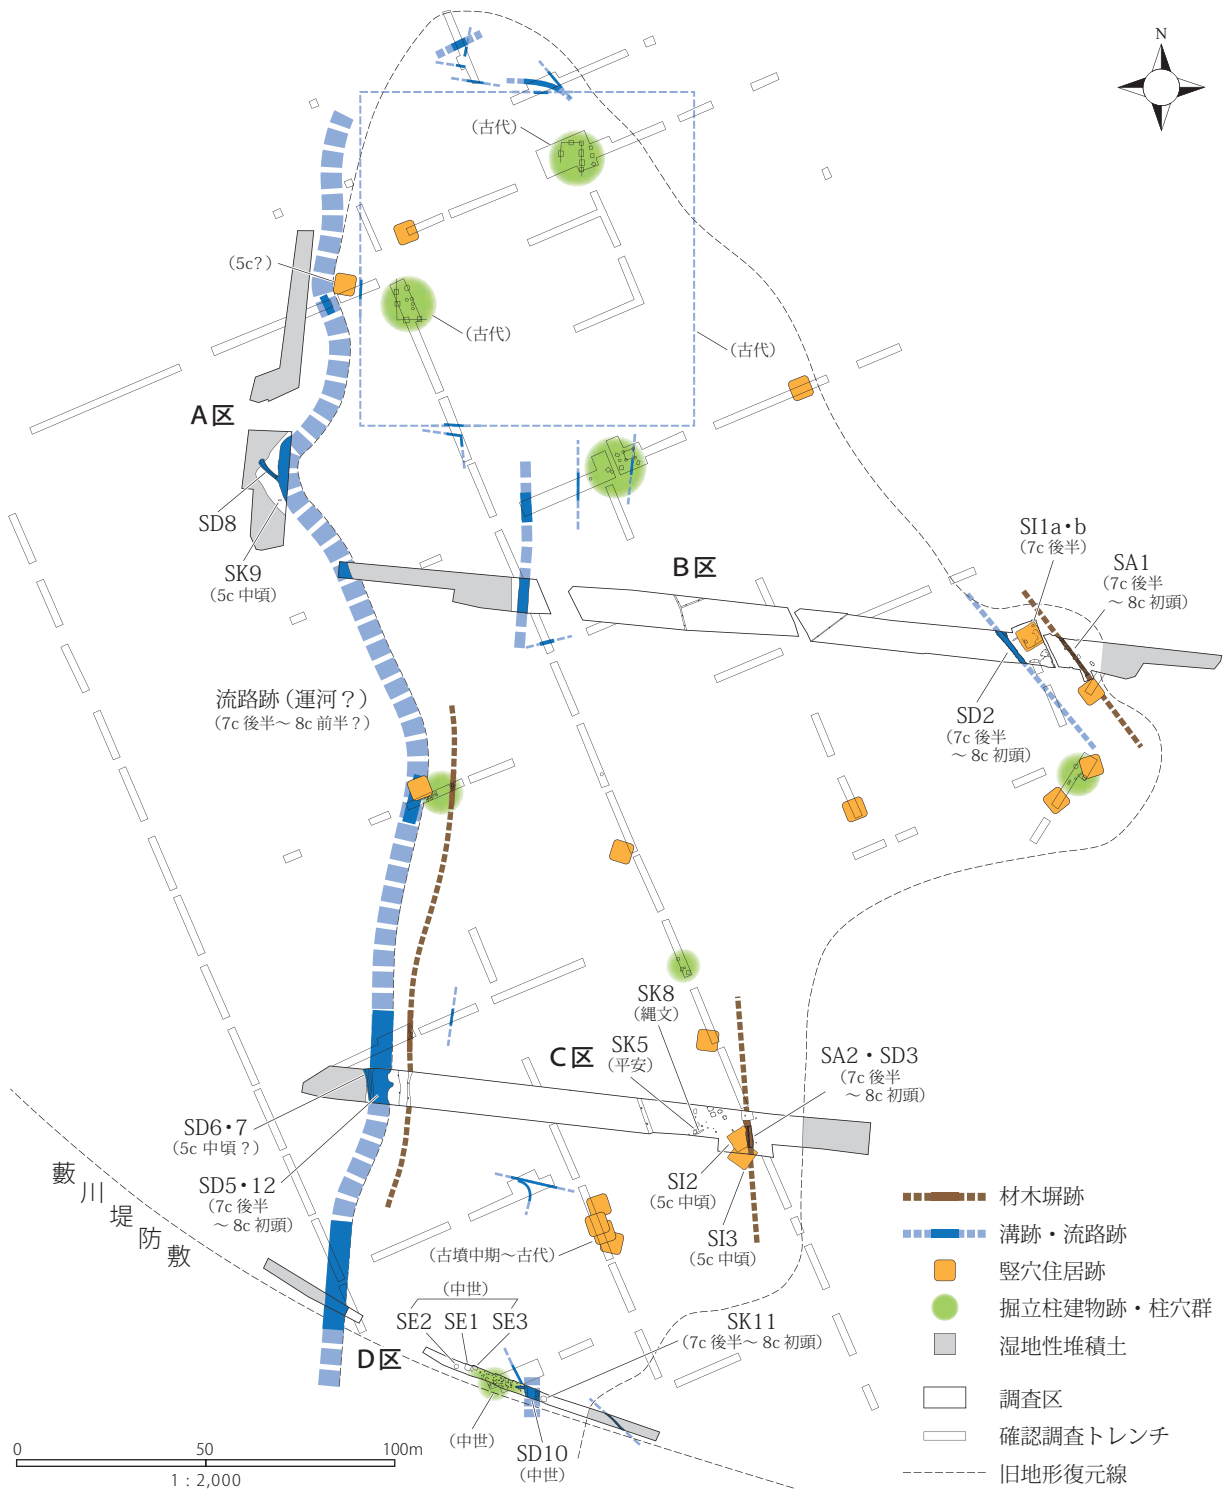 N
（古代）
（5c？）
（古代）
（古代）
A区
SD8
SK9
（5c 中頃）
B区
SI1a・b
（7c 後半）
SA1
（7c 後半
～ 8c 初頭）
SD2
（7c 後半
～ 8c 初頭）
流路跡（運河？）
（7c 後半～ 8c 前半？）
SK8
（縄文）
SK5
（平安）
C区
SA2・SD3
（7c 後半
～ 8c 初頭）
SD6・7
（5c 中頃？）
SD5・12
（7c 後半
～ 8c 初頭）
SI2
（5c 中頃）
SI3
（5c 中頃）
藪川堤防敷
（古墳中期～古代）
（中世）
SE2 SE1 SE3
SK11
（7c 後半～ 8c 初頭）
D区
（中世）
SD10
（中世）
材木塀跡
溝跡・流路跡
竪穴住居跡
掘立柱建物跡・柱穴群
湿地性堆積土
調査区
確認調査トレンチ
旧地形復元線
0 50 100m
1：2,000